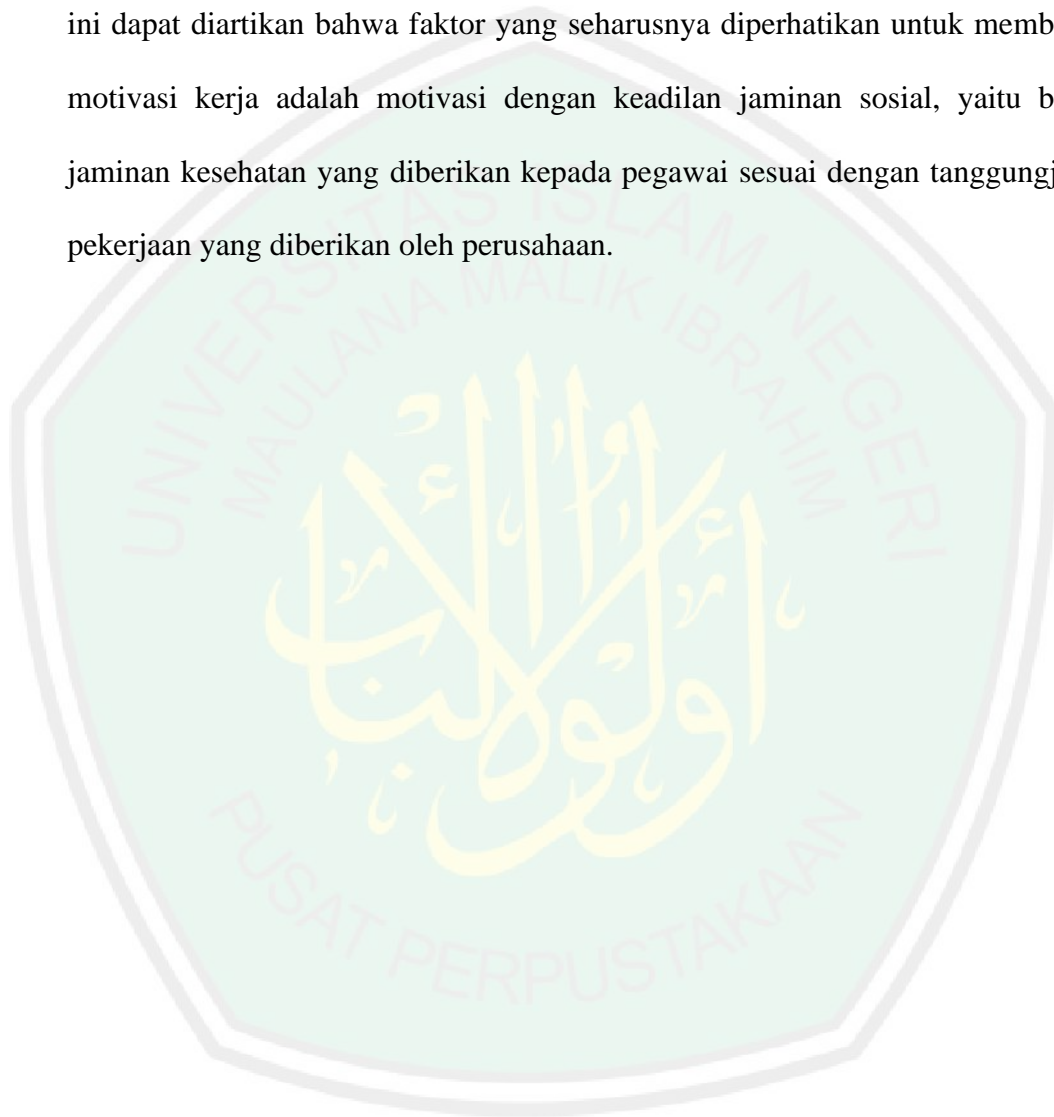 ini dapat diartikan bahwa faktor yang seharusnya diperhatikan untuk memb
motivasi kerja adalah motivasi dengan keadilan jaminan sosial, yaitu b
jaminan kesehatan yang diberikan kepada pegawai sesuai dengan tanggungj
pekerjaan yang diberikan oleh perusahaan.
UNIVERSITAS ISLAM NEGERI
MAULANA MALIK IBRAHIM
أولوا الألباب
PUSAT PERPUSTAKAAN